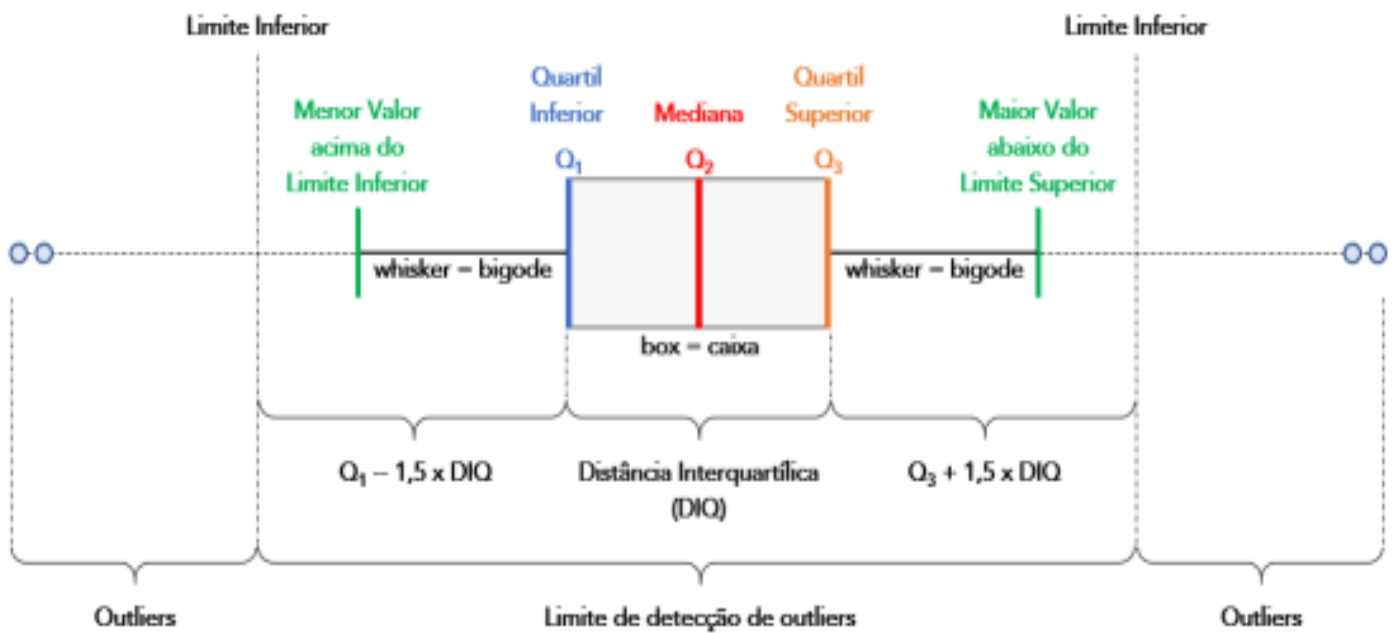 Limite Inferior
Limite Inferior
Quartil
Inferior
Quartil
Superior
Menor Valor
acima do
Limite Inferior
Mediana
Maior Valor
abaixo do
Limite Superior
Q₁
Q₂
Q₃
whisker = bigode
whisker = bigode
box = caixa
Q₁ – 1,5 x DIQ
Distância Interquartílica
(DIQ)
Q₃ + 1,5 x DIQ
Outliers
Limite de detecção de outliers
Outliers